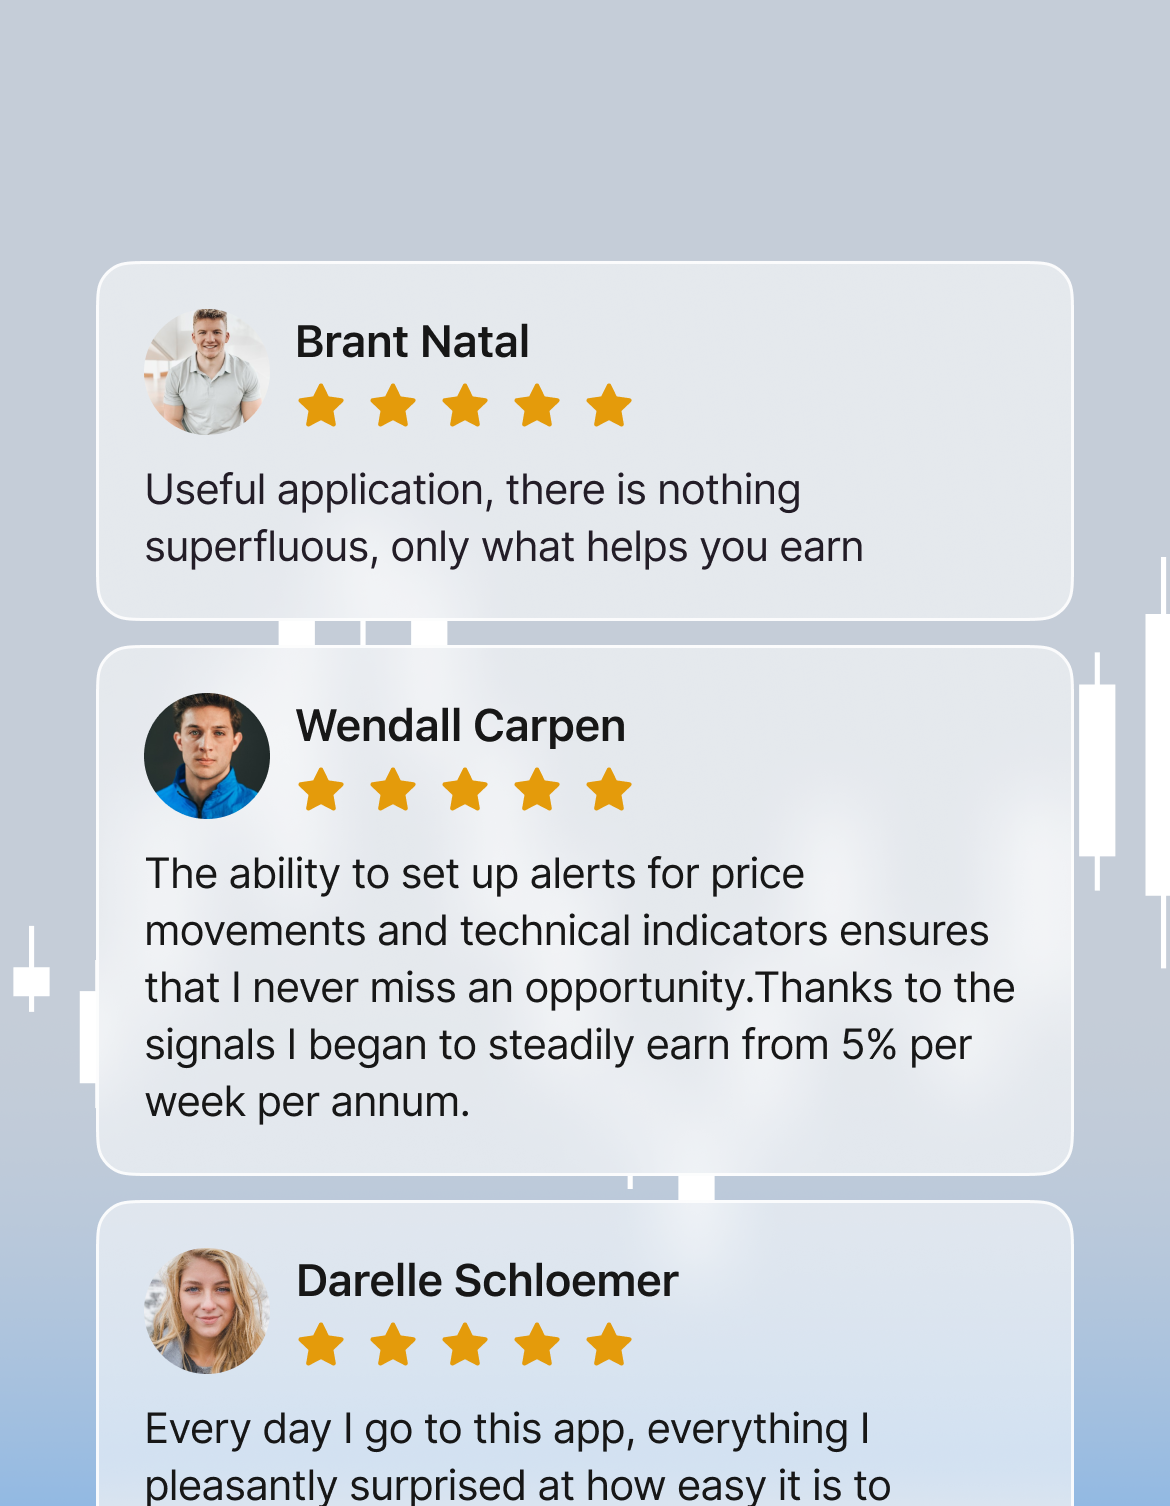 Brant Natal
Useful application, there is nothing
superfluous, only what helps you earn
Wendall Carpen
The ability to set up alerts for price
movements and technical indicators ensures
that I never miss an opportunity.Thanks to the
signals I began to steadily earn from 5% per
week per annum.
Darelle Schloemer
Every day I go to this app, everything I
pleasantly surprised at how easy it is to